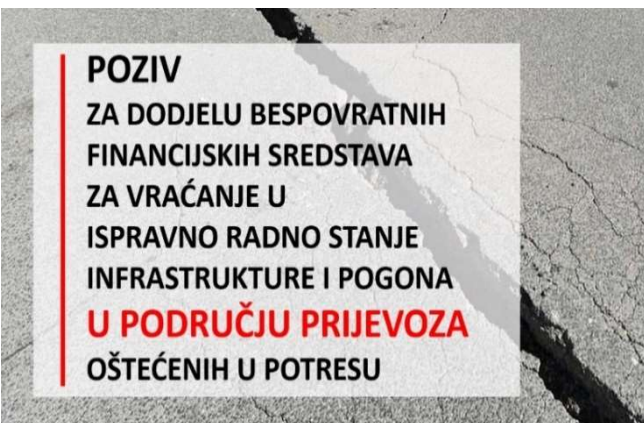 POZIV
ZA DODJELU BESPOVRATNIH
FINANCIJSKIH SREDSTAVA
ZA VRAĆANJE U
ISPRAVNO RADNO STANJE
INFRASTRUKTURE I POGONA
U PODRUČJU PRIJEVOZA
OŠTEĆENIH U POTRESU